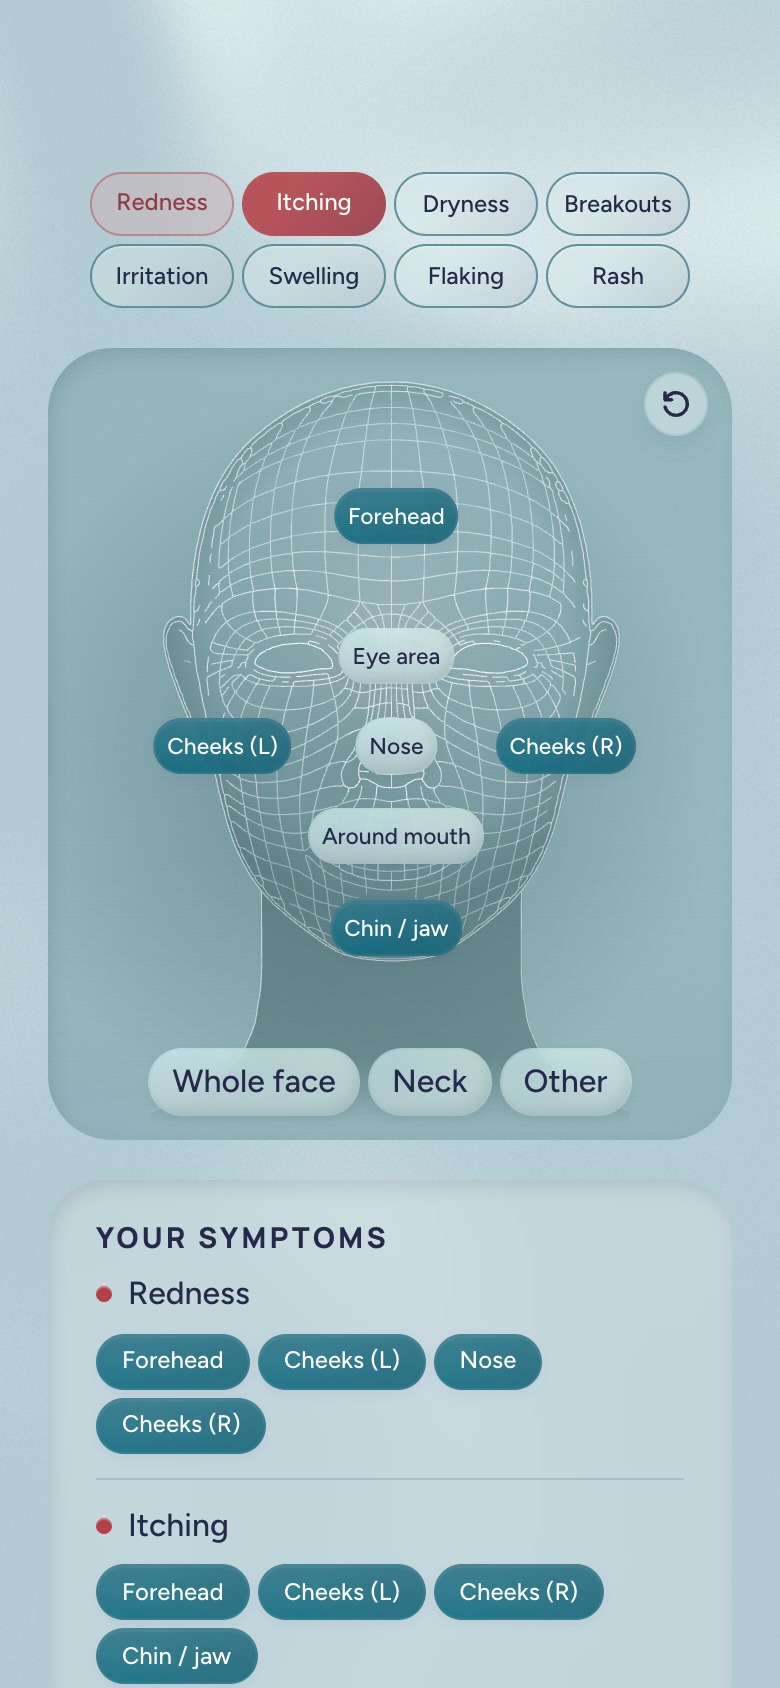 Redness Itching Dryness Breakouts
Irritation Swelling Flaking Rash
Forehead
Eye area
Cheeks (L) Nose Cheeks (R)
Around mouth
Chin / jaw
Whole face Neck Other
YOUR SYMPTOMS
Redness
Forehead Cheeks (L) Nose
Cheeks (R)
Itching
Forehead Cheeks (L) Cheeks (R)
Chin / jaw